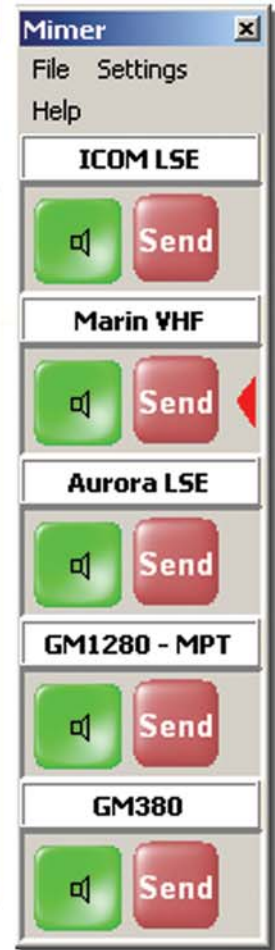 Mimer
File Settings
Help
ICOM LSE
Send
Marin VHF
Send
Aurora LSE
Send
GM1280 - MPT
Send
GM380
Send